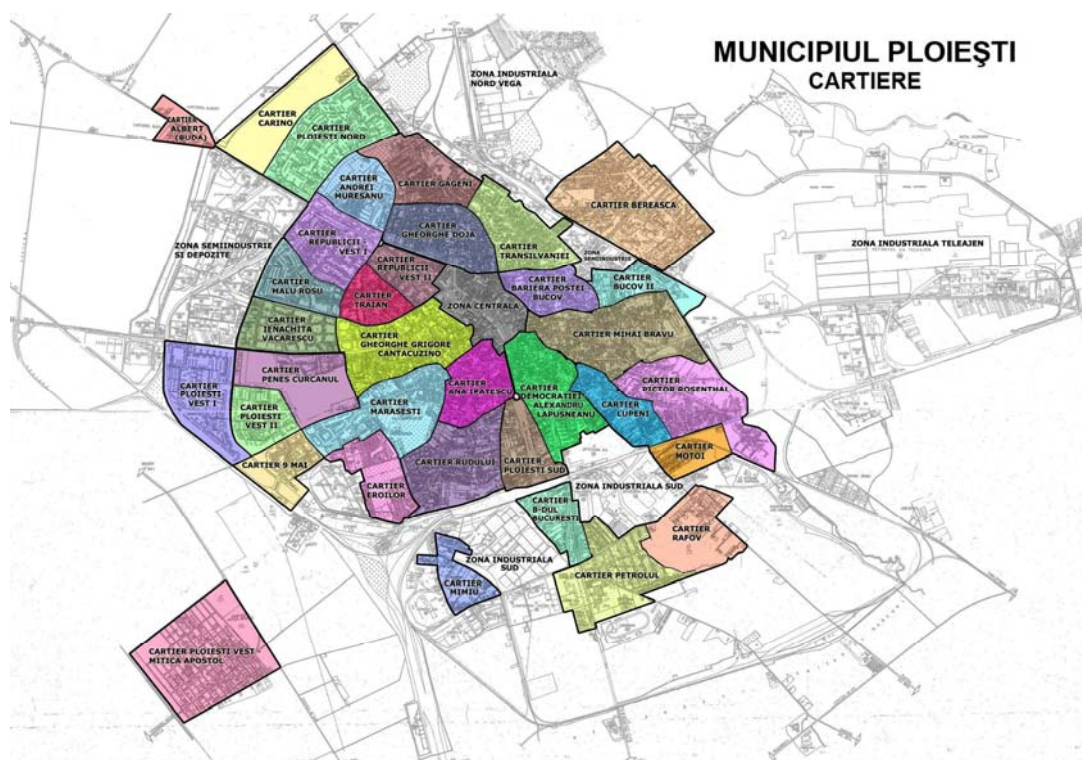 MUNICIPIUL PLOIEŞTI
CARTIERE
ZONA INDUSTRIALA
NORD VEGA
CARTIER
CARINO
CARTIER
ALBERT
(BUDA)
CARTIER
PLOIESTI NORD
CARTIER
ANDREI
MURESANU
CARTIER GAGENI
CARTIER BEREASCA
CARTIER
GHEORGHE DOJA
CARTIER
TRANSILVANIEI
ZONA SEMIINDUSTRIE
SI DEPOZITE
CARTIER
REPUBLICII -
VEST I
ZONA INDUSTRIALA TELEAJEN
ZONA
SEMIINDUSTRIE
CARTIER
REPUBLICII
VEST II
CARTIER
BARIERA POSTEI
BUCOV
CARTIER
BUCOV II
CARTIER
MALU ROSU
CARTIER
TRAIAN
ZONA CENTRALA
CARTIER
IENACHITA
VACARESCU
CARTIER
GHEORGHE GRIGORE
CANTACUZINO
CARTIER MIHAI BRAVU
CARTIER
PLOIESTI
VEST I
CARTIER
PENES CURCANUL
CARTIER
ANA IPATESCU
CARTIER
DEMOCRATIEI-
ALEXANDRU
LAPUSNEANU
CARTIER
PICTOR ROSENTHAL
CARTIER
PLOIESTI
VEST II
CARTIER
MARASESTI
CARTIER
LUPENI
CARTIER
MOTOI
CARTIER 9 MAI
CARTIER RUDULUI
CARTIER
PLOIESTI SUD
CARTIER
EROILOR
ZONA INDUSTRIALA SUD
CARTIER
B-DUL
BUCURESTI
CARTIER
RAFOV
ZONA INDUSTRIALA
SUD
CARTIER
MIMIU
CARTIER PETROLUL
CARTIER PLOIESTI VEST
MITICA APOSTOL